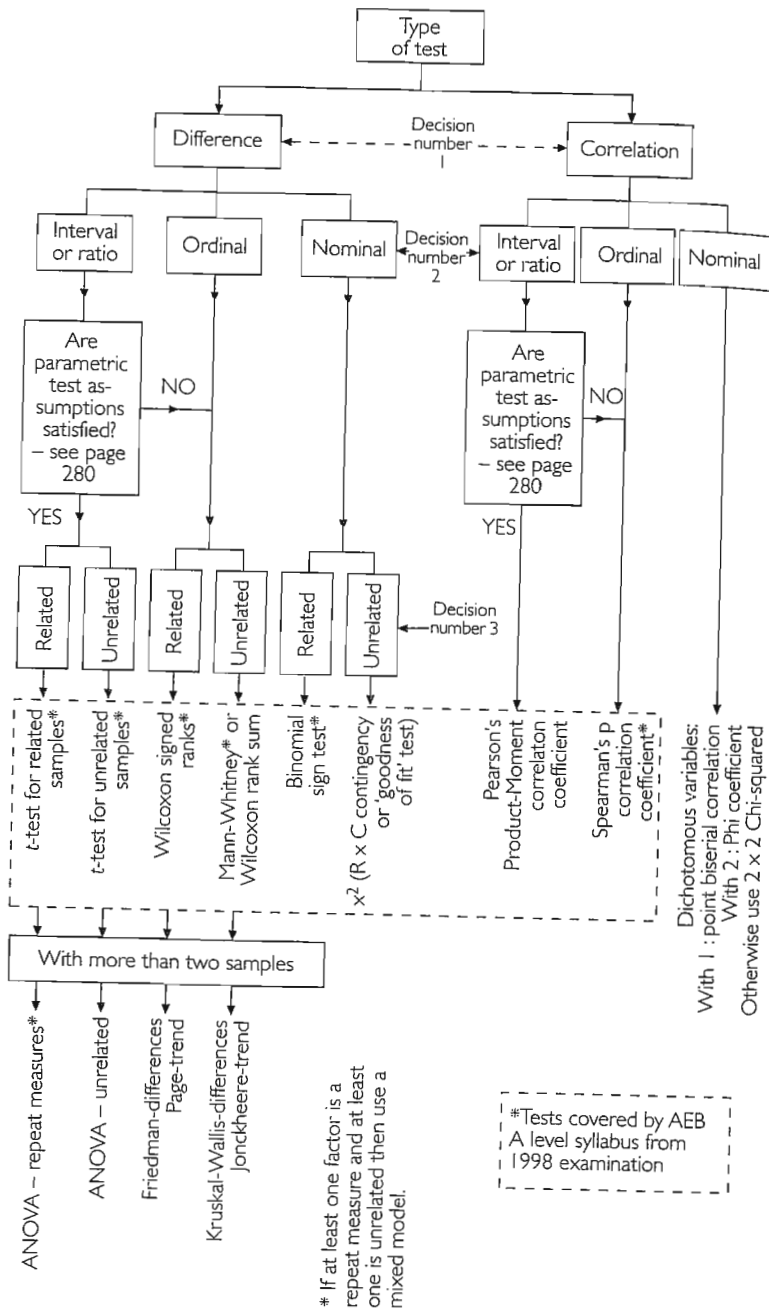 Type
of test
Difference
Decision
number
1
Correlation
Interval
or ratio
Ordinal
Nominal
Decision
number
2
Interval
or ratio
Ordinal
Nominal
Are
parametric
test as-
sumptions
satisfied?
– see page
280
NO
YES
Are
parametric
test as-
sumptions
satisfied?
– see page
280
NO
YES
Related
Unrelated
Related
Unrelated
Related
Unrelated
Decision
number 3
t-test for related
samples*
t-test for unrelated
samples*
Wilcoxon signed
ranks*
Mann-Whitney* or
Wilcoxon rank sum
Binomial
sign test*
x² (R x C contingency
or 'goodness
of fit' test)
Pearson's
Product-Moment
correlaton
coefficient
Spearman's p
correlation
coefficient*
Dichotomous variables:
With 1 : point biserial correlation
With 2 : Phi coefficient
Otherwise use 2 x 2 Chi-squared
With more than two samples
ANOVA – repeat measures*
ANOVA – unrelated
Friedman-differences
Page-trend
Kruskal-Wallis-differences
Jonckheere-trend
* If at least one factor is a
repeat measure and at least
one is unrelated then use a
mixed model.
*Tests covered by AEB
A level syllabus from
1998 examination